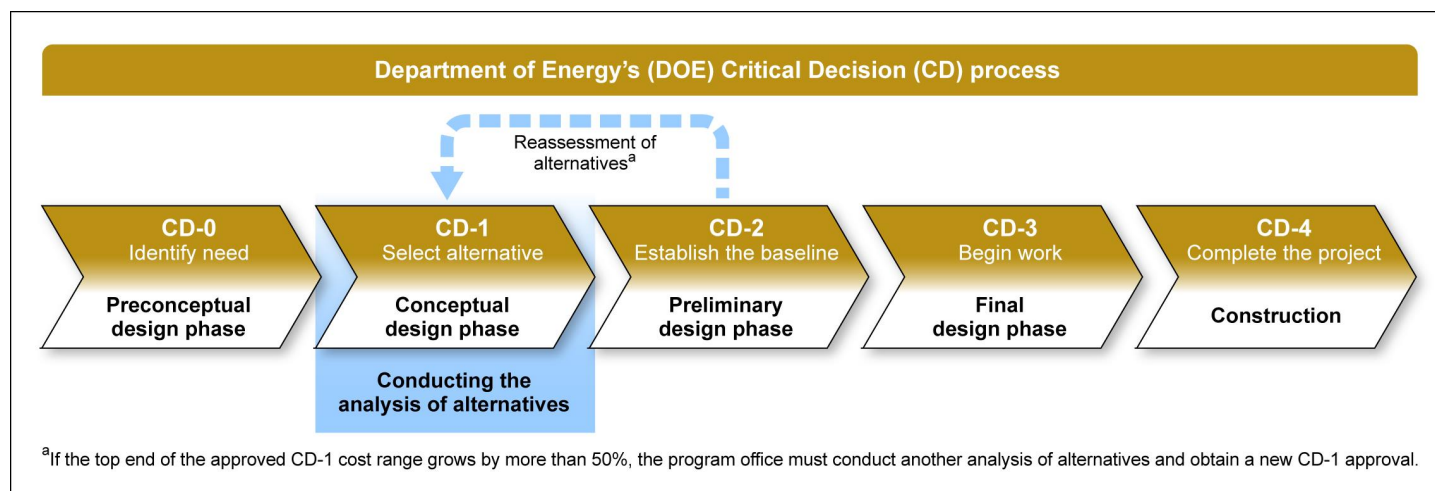 Department of Energy's (DOE) Critical Decision (CD) process
Reassessment of
alternativesᵃ
CD-0
Identify need
Preconceptual
design phase
CD-1
Select alternative
Conceptual
design phase
Conducting the
analysis of alternatives
CD-2
Establish the baseline
Preliminary
design phase
CD-3
Begin work
Final
design phase
CD-4
Complete the project
Construction
ᵃIf the top end of the approved CD-1 cost range grows by more than 50%, the program office must conduct another analysis of alternatives and obtain a new CD-1 approval.